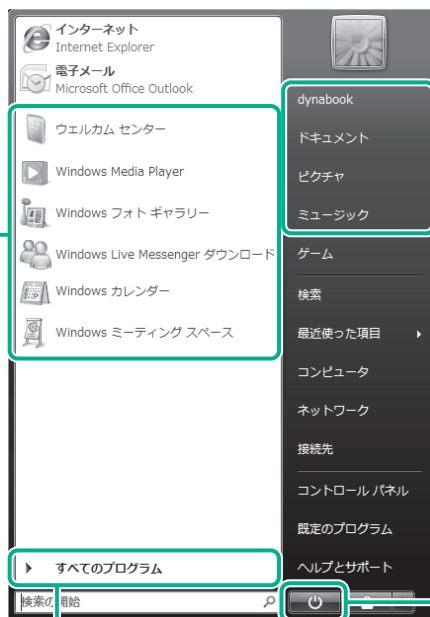 インターネット
Internet Explorer
電子メール
Microsoft Office Outlook
ウェルカム センター
Windows Media Player
Windows フォト ギャラリー
Windows Live Messenger ダウンロード
Windows カレンダー
Windows ミーティング スペース
すべてのプログラム
検索の開始
dynabook
ドキュメント
ピクチャ
ミュージック
ゲーム
検索
最近使った項目
コンピュータ
ネットワーク
接続先
コントロール パネル
既定のプログラム
ヘルプとサポート